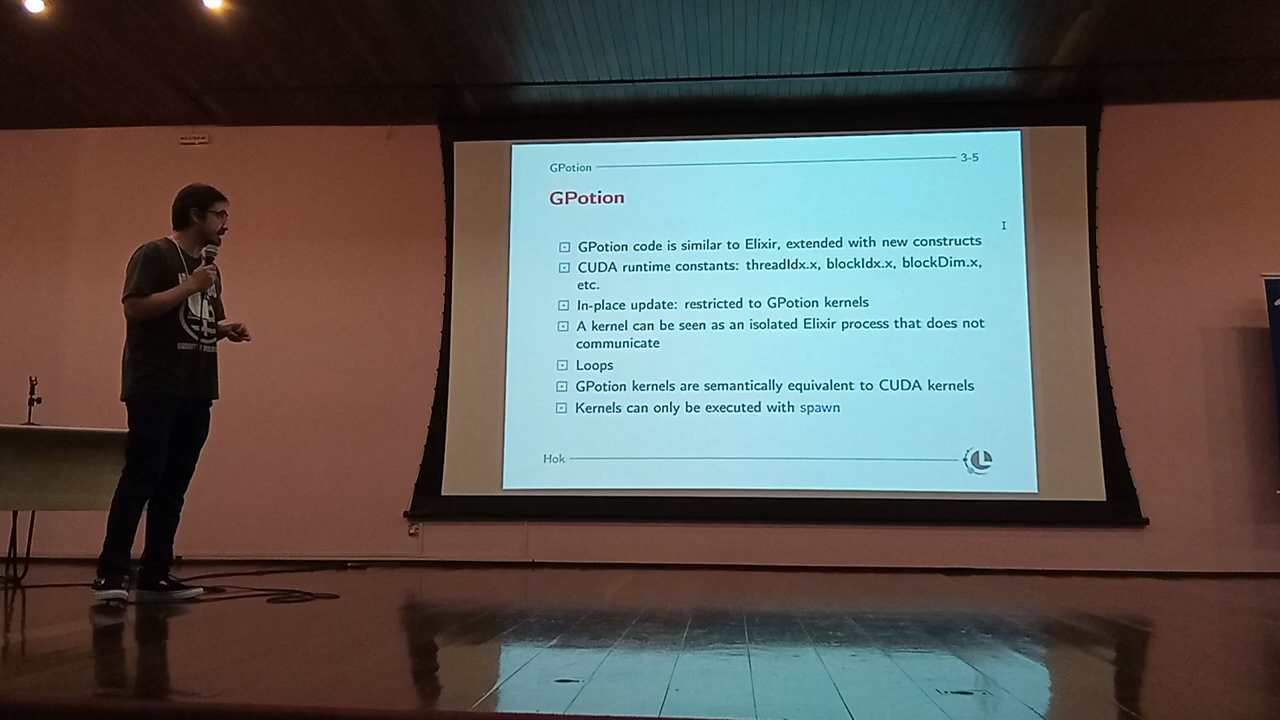 GPotion 3-5
GPotion
GPotion code is similar to Elixir, extended with new constructs
CUDA runtime constants: threadIdx.x, blockIdx.x, blockDim.x,
etc.
In-place update: restricted to GPotion kernels
A kernel can be seen as an isolated Elixir process that does not
communicate
Loops
GPotion kernels are semantically equivalent to CUDA kernels
Kernels can only be executed with spawn
Hok